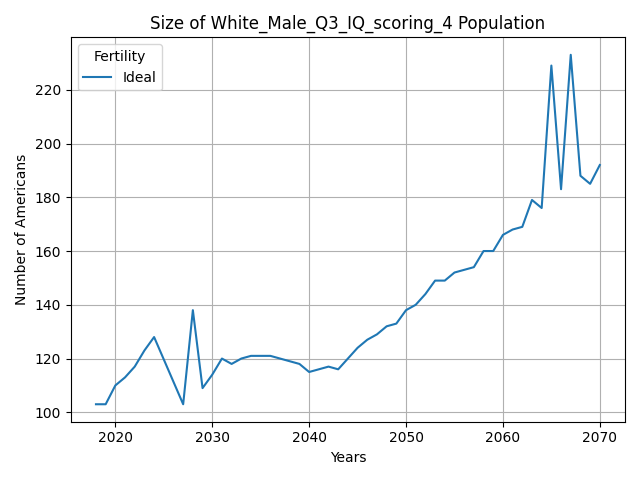 Size of White_Male_Q3_IQ_scoring_4 Population
Fertility
Ideal
Number of Americans
220
200
180
160
140
120
100
2020
2030
2040
2050
2060
2070
Years